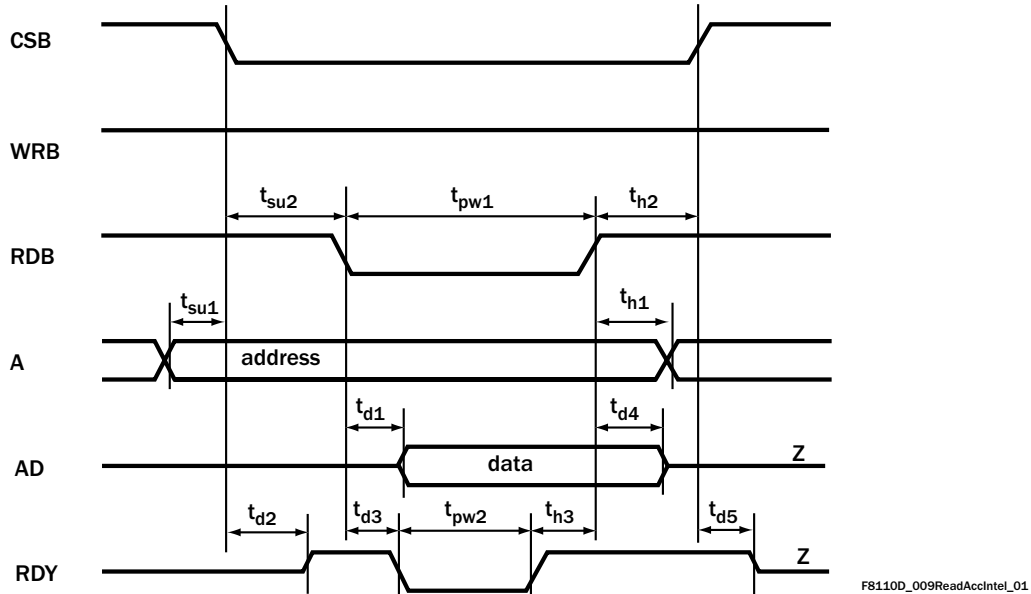 CSB
WRB
tsu2 tpw1 th2
RDB
tsu1 th1
A address
td1 td4
AD data Z
td2 td3 tpw2 th3 td5
RDY Z
F8110D_009ReadAccIntel_01